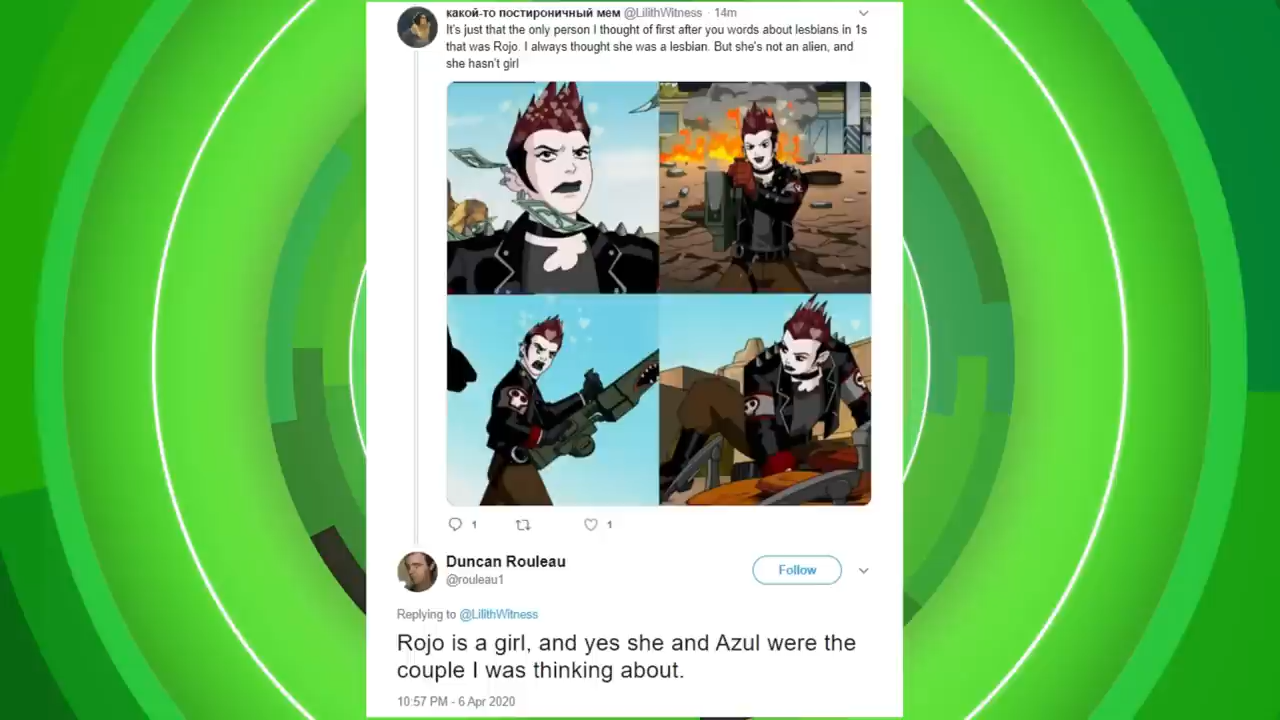 какой-то постироничный мем @LilithWitness · 14m
It's just that the only person I thought of first after you words about lesbians in 1s
that was Rojo. I always thought she was a lesbian. But she's not an alien, and
she hasn't girl
1 1
Duncan Rouleau
@rouleau1
Follow
Replying to @LilithWitness
Rojo is a girl, and yes she and Azul were the
couple I was thinking about.
10:57 PM - 6 Apr 2020